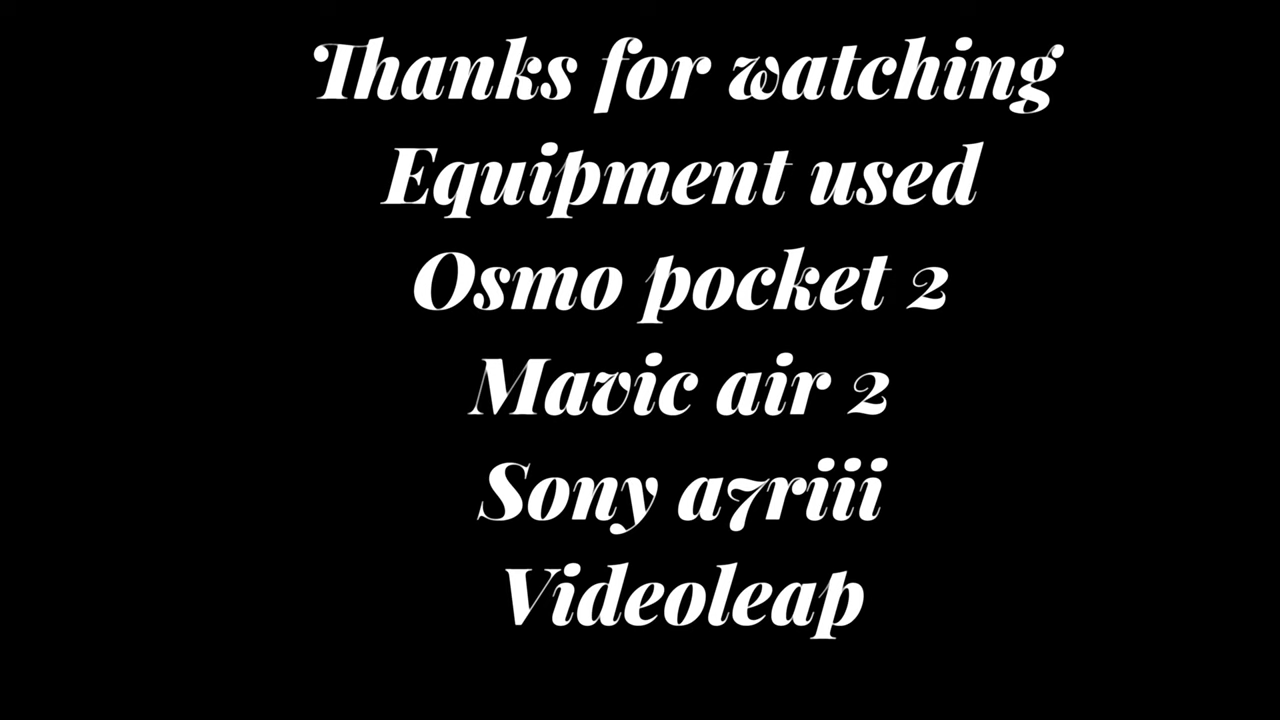 Thanks for watching
Equipment used
Osmo pocket 2
Mavic air 2
Sony a7riii
Videoleap